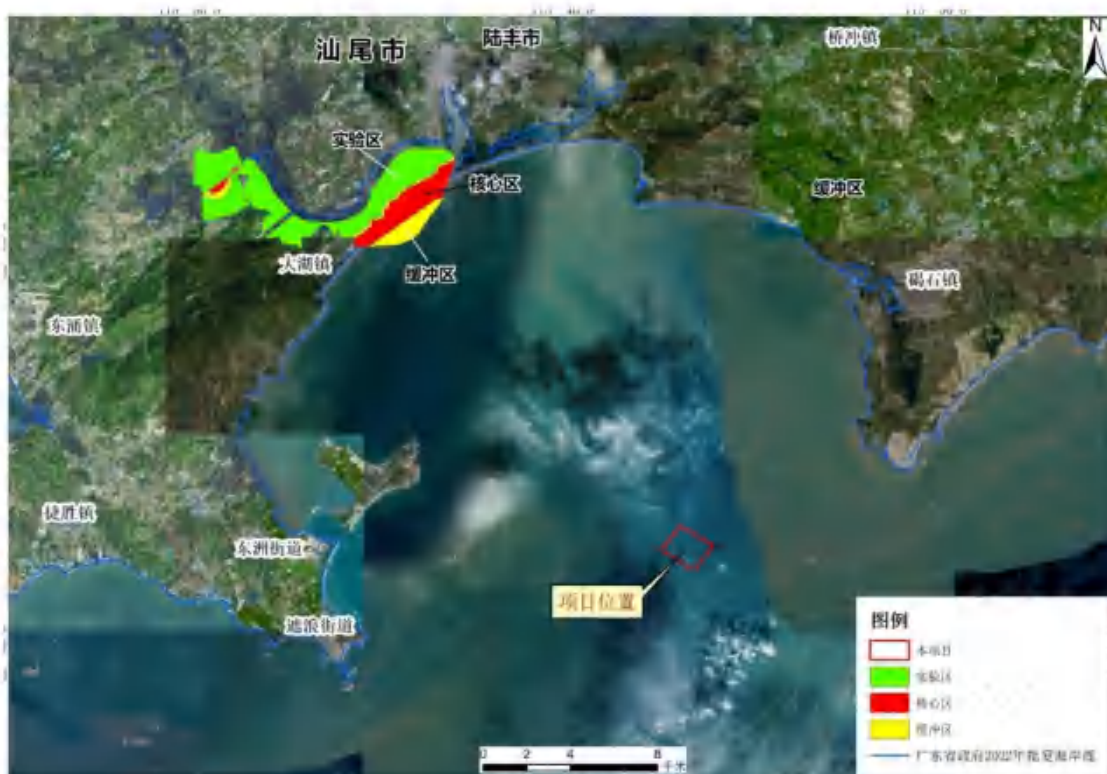 汕尾市
陆丰市
桥冲镇
N
实验区
核心区
缓冲区
大湖镇
缓冲区
碣石镇
东涌镇
捷胜镇
东洲街道
遮浪街道
项目位置
图例
本项目
实验区
核心区
缓冲区
广东省政府2022年批复海岸线
0 2 4 8
千米